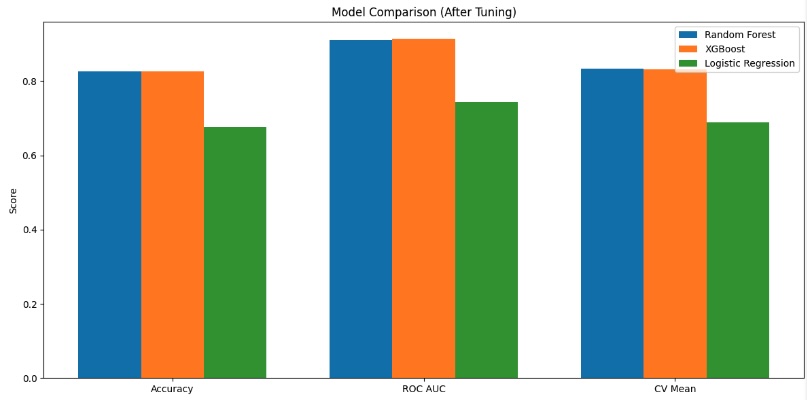 Model Comparison (After Tuning)
Random Forest
XGBoost
Logistic Regression
Score
0.8
0.6
0.4
0.2
0.0
Accuracy
ROC AUC
CV Mean